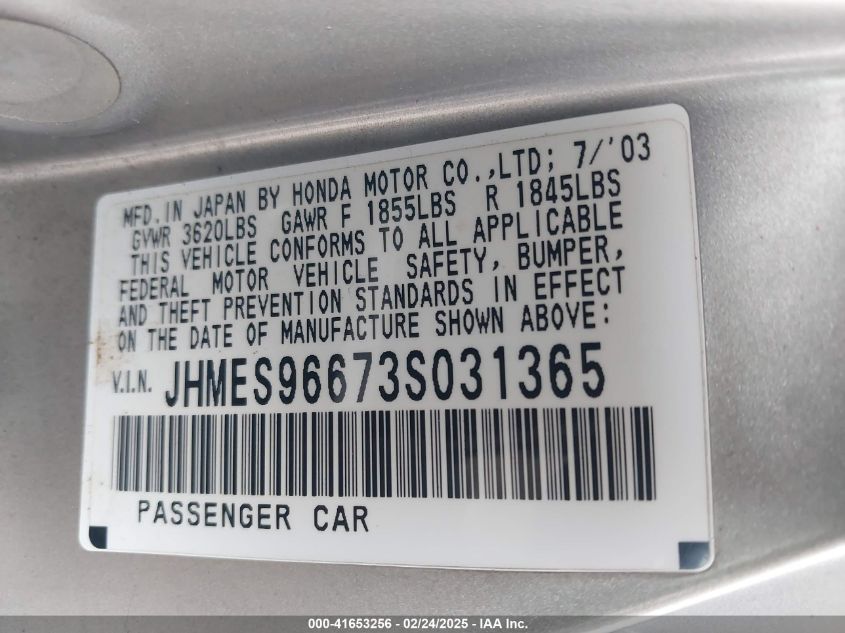 MFD. IN JAPAN BY HONDA MOTOR CO.,LTD; 7/'03
GVWR 3620LBS GAWR F 1855LBS R 1845LBS
THIS VEHICLE CONFORMS TO ALL APPLICABLE
FEDERAL MOTOR VEHICLE SAFETY, BUMPER,
AND THEFT PREVENTION STANDARDS IN EFFECT
ON THE DATE OF MANUFACTURE SHOWN ABOVE:
V.I.N. JHMES96673S031365
PASSENGER CAR
000-41653256 - 02/24/2025 - IAA Inc.